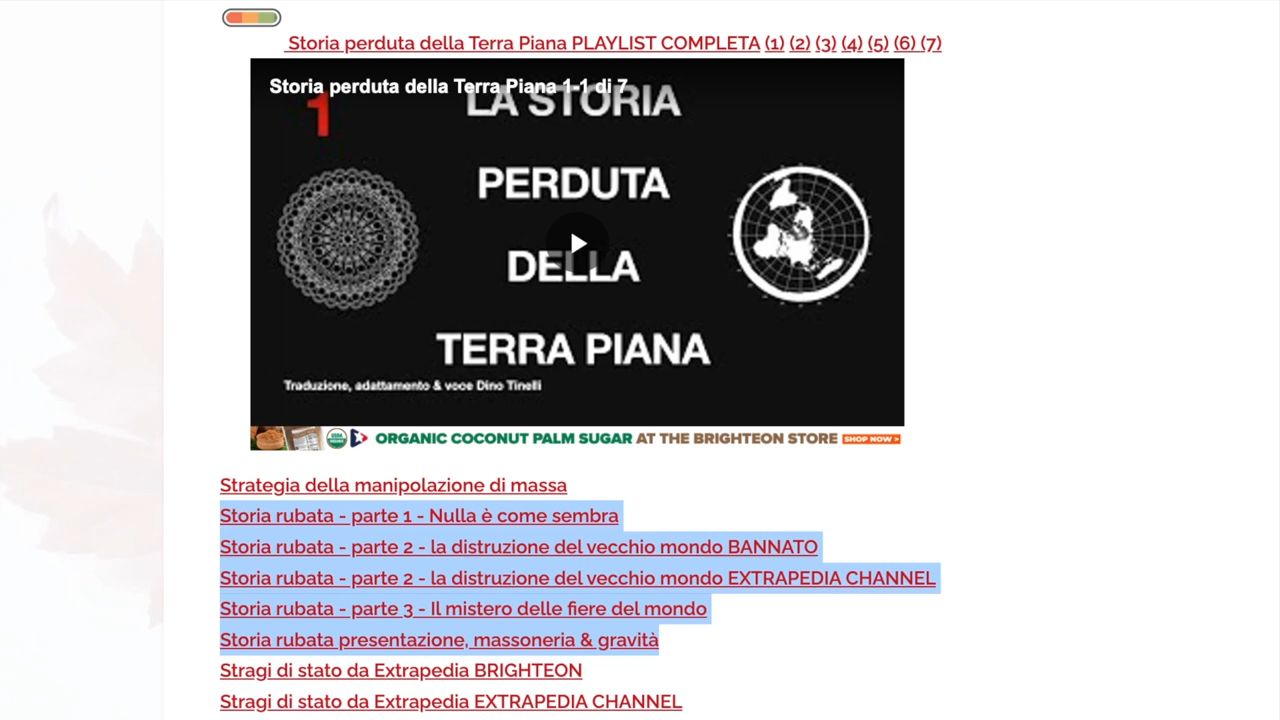 Storia perduta della Terra Piana PLAYLIST COMPLETA (1) (2) (3) (4) (5) (6) (7)
Storia perduta della Terra Piana 1-1 di 7
1
LA STORIA
PERDUTA
DELLA
TERRA PIANA
Traduzione, adattamento & voce Dino Tinelli
USDA ORGANIC
ORGANIC COCONUT PALM SUGAR AT THE BRIGHTEON STORE SHOP NOW >
Strategia della manipolazione di massa
Storia rubata - parte 1 - Nulla è come sembra
Storia rubata - parte 2 - la distruzione del vecchio mondo BANNATO
Storia rubata - parte 2 - la distruzione del vecchio mondo EXTRAPEDIA CHANNEL
Storia rubata - parte 3 - Il mistero delle fiere del mondo
Storia rubata presentazione, massoneria & gravità
Stragi di stato da Extrapedia BRIGHTEON
Stragi di stato da Extrapedia EXTRAPEDIA CHANNEL